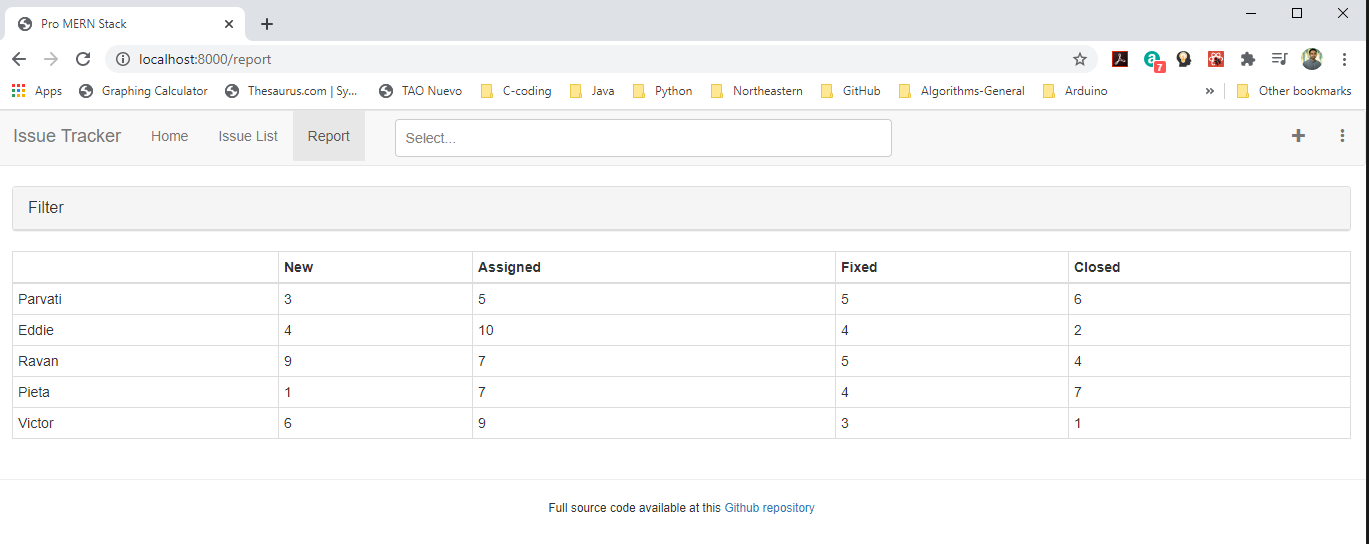 Pro MERN Stack
localhost:8000/report
7
Apps Graphing Calculator Thesaurus.com | Sy... TAO Nuevo C-coding Java Python Northeastern GitHub Algorithms-General Arduino » Other bookmarks
Issue Tracker Home Issue List Report Select...
Filter
New Assigned Fixed Closed
Parvati 3 5 5 6
Eddie 4 10 4 2
Ravan 9 7 5 4
Pieta 1 7 4 7
Victor 6 9 3 1
Full source code available at this Github repository